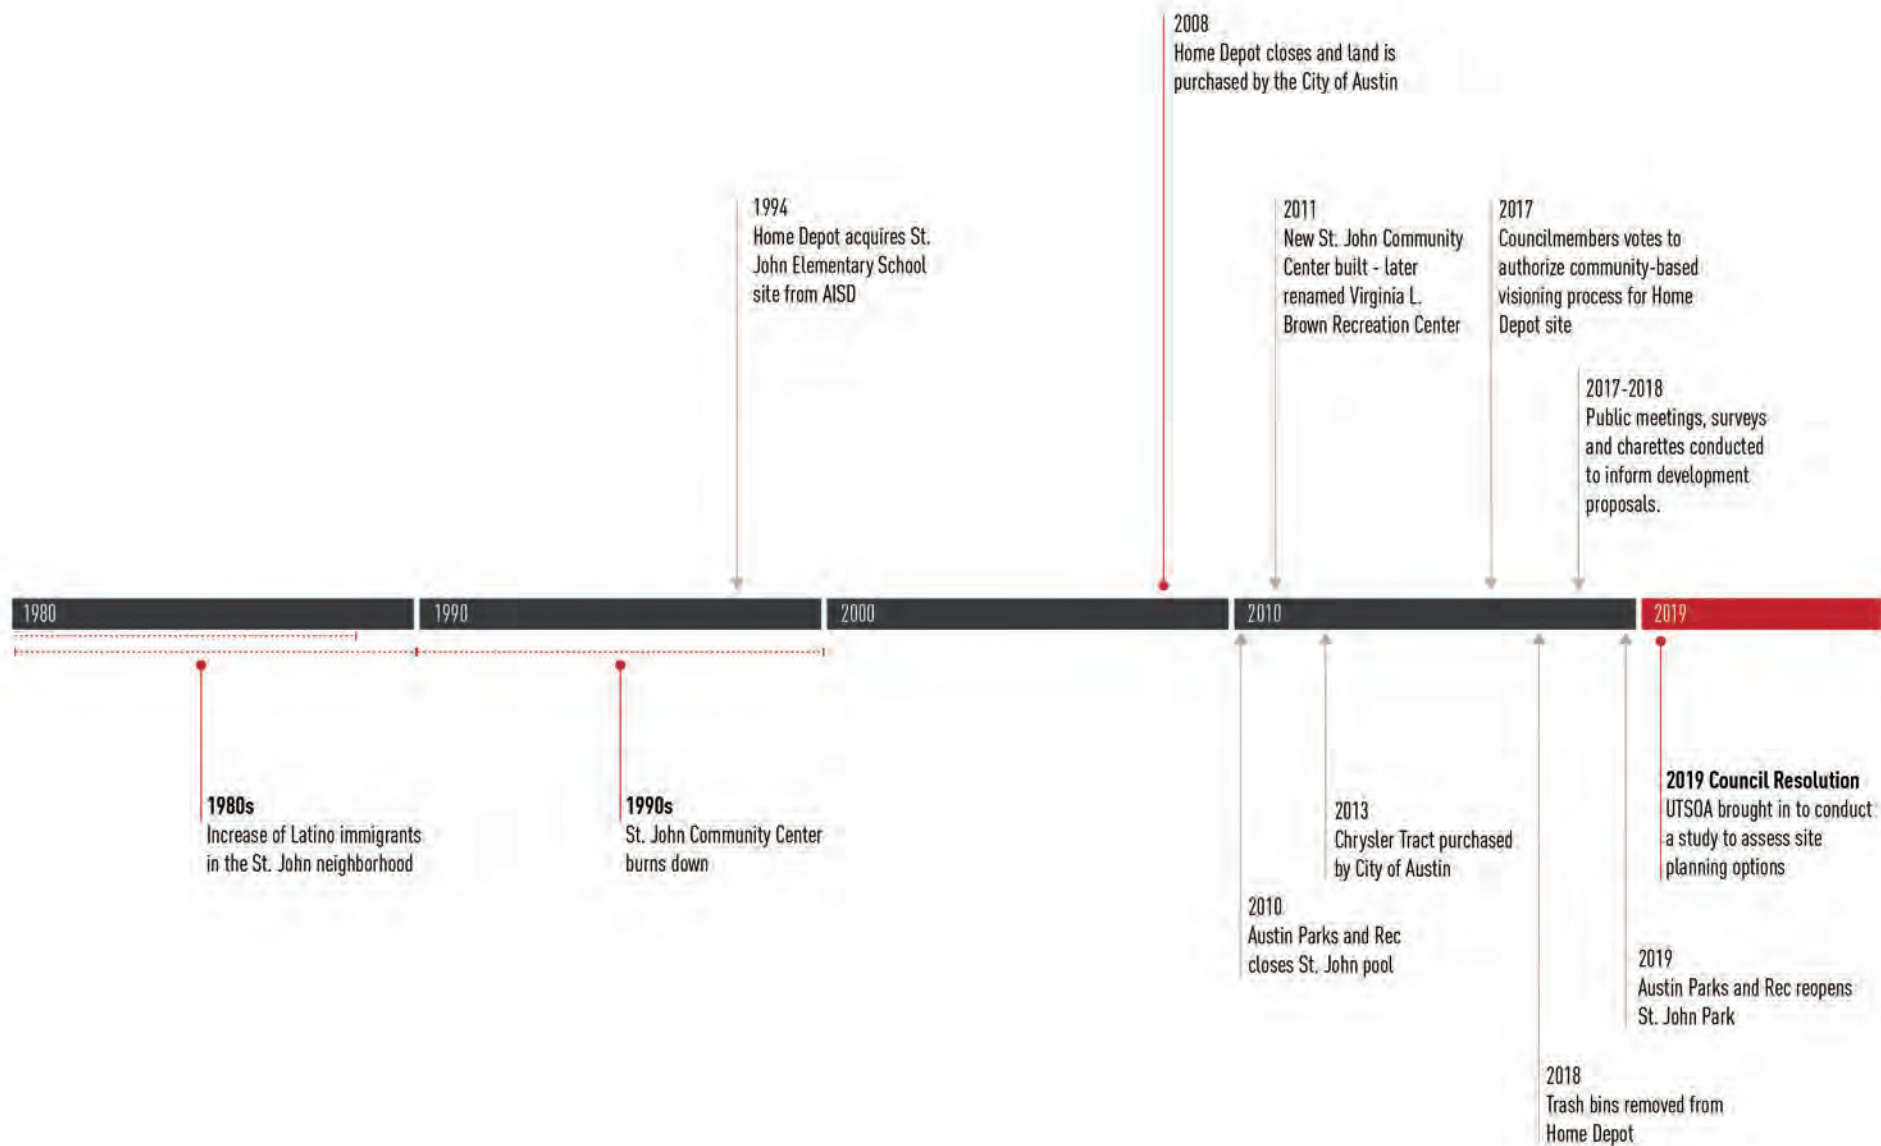 2008
Home Depot closes and land is
purchased by the City of Austin
1994
Home Depot acquires St.
John Elementary School
site from AISD
2011
New St. John Community
Center built - later
renamed Virginia L.
Brown Recreation Center
2017
Councilmembers votes to
authorize community-based
visioning process for Home
Depot site
2017-2018
Public meetings, surveys
and charettes conducted
to inform development
proposals.
1980
1990
2000
2010
2019
1980s
Increase of Latino immigrants
in the St. John neighborhood
1990s
St. John Community Center
burns down
2010
Austin Parks and Rec
closes St. John pool
2013
Chrysler Tract purchased
by City of Austin
2018
Trash bins removed from
Home Depot
2019
Austin Parks and Rec reopens
St. John Park
2019 Council Resolution
UTSOA brought in to conduct
a study to assess site
planning options